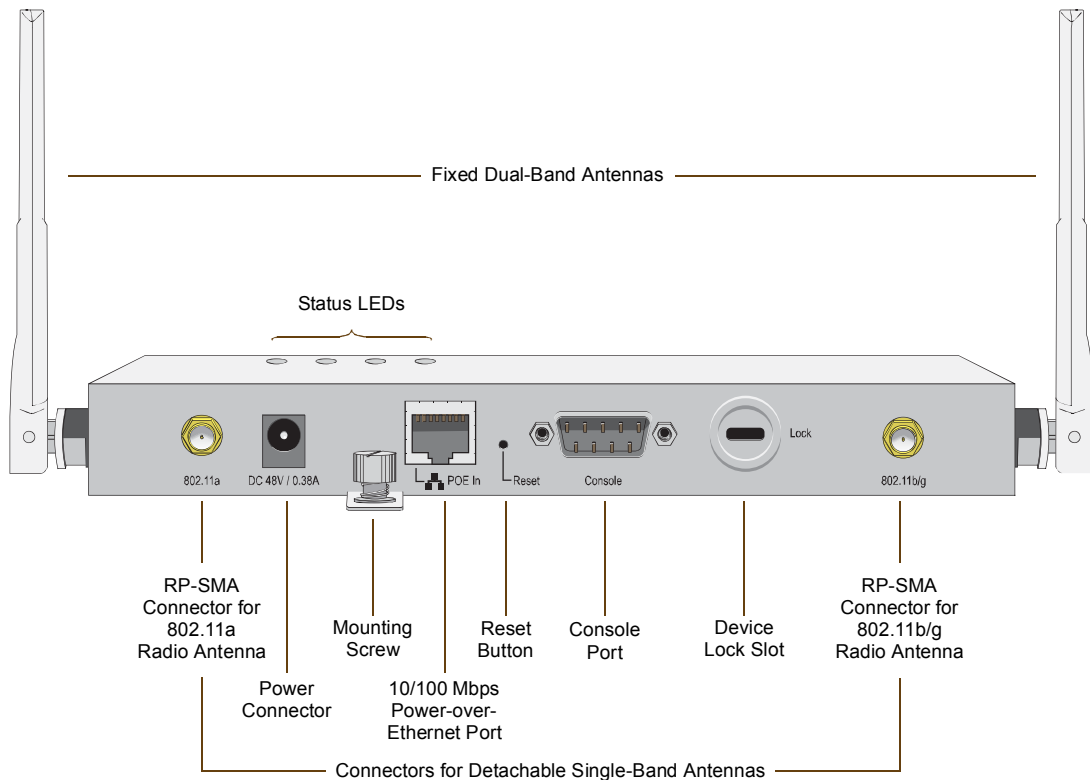 Fixed Dual-Band Antennas
Status LEDs
Lock
802.11a
DC 48V / 0.38A
POE In
Reset
Console
802.11b/g
RP-SMA
Connector for
802.11a
Radio Antenna
Power
Connector
Mounting
Screw
10/100 Mbps
Power-over-
Ethernet Port
Reset
Button
Console
Port
Device
Lock Slot
RP-SMA
Connector for
802.11b/g
Radio Antenna
Connectors for Detachable Single-Band Antennas